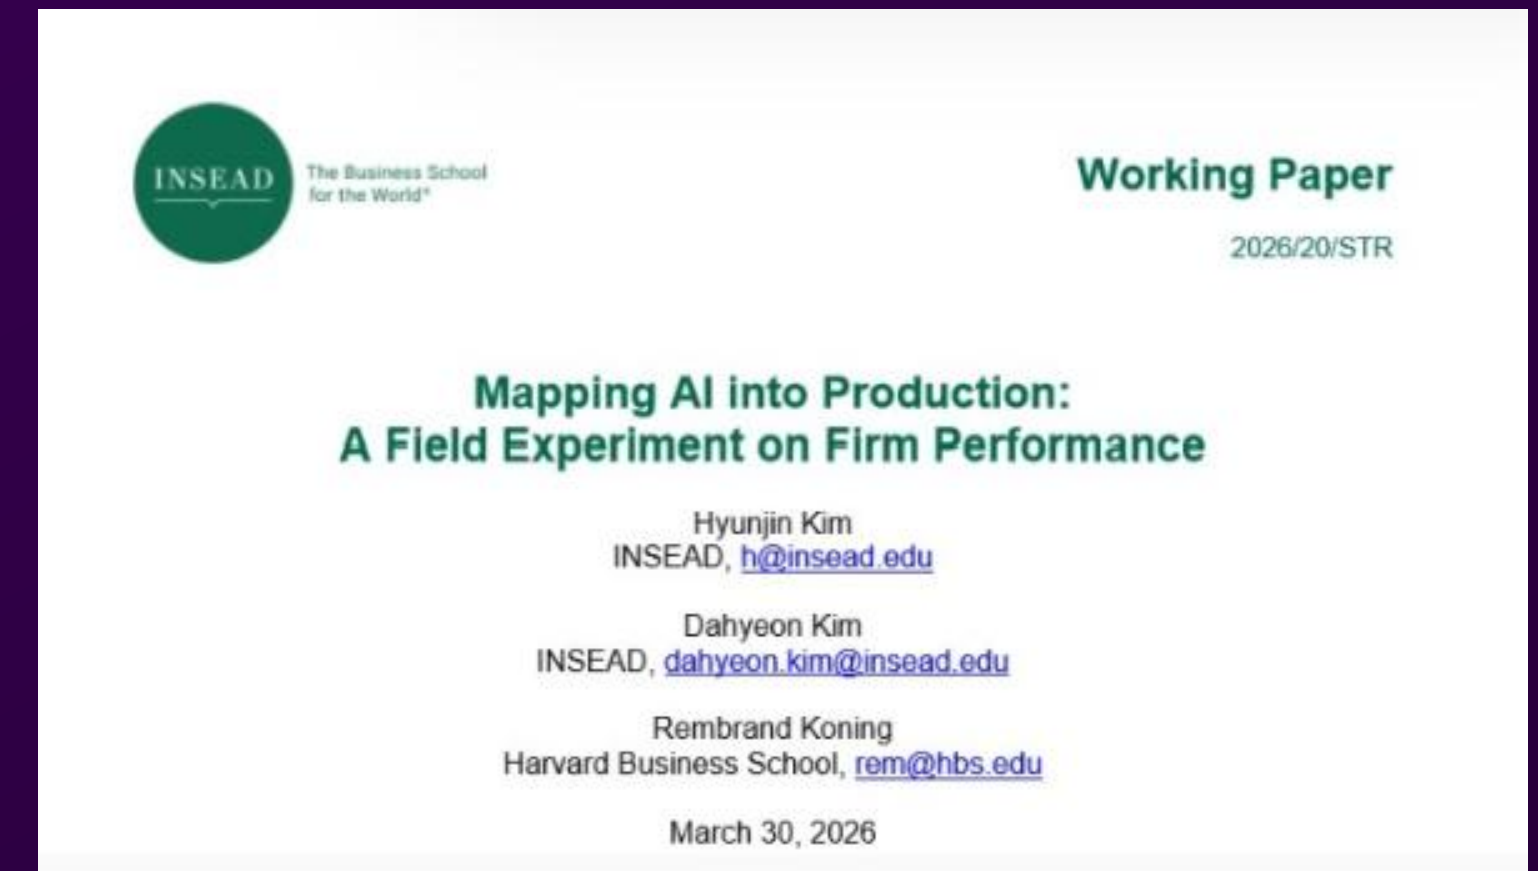 INSEAD
The Business School
for the World®
Working Paper
2026/20/STR
Mapping AI into Production:
A Field Experiment on Firm Performance
Hyunjin Kim
INSEAD, h@insead.edu
Dahyeon Kim
INSEAD, dahyeon.kim@insead.edu
Rembrand Koning
Harvard Business School, rem@hbs.edu
March 30, 2026